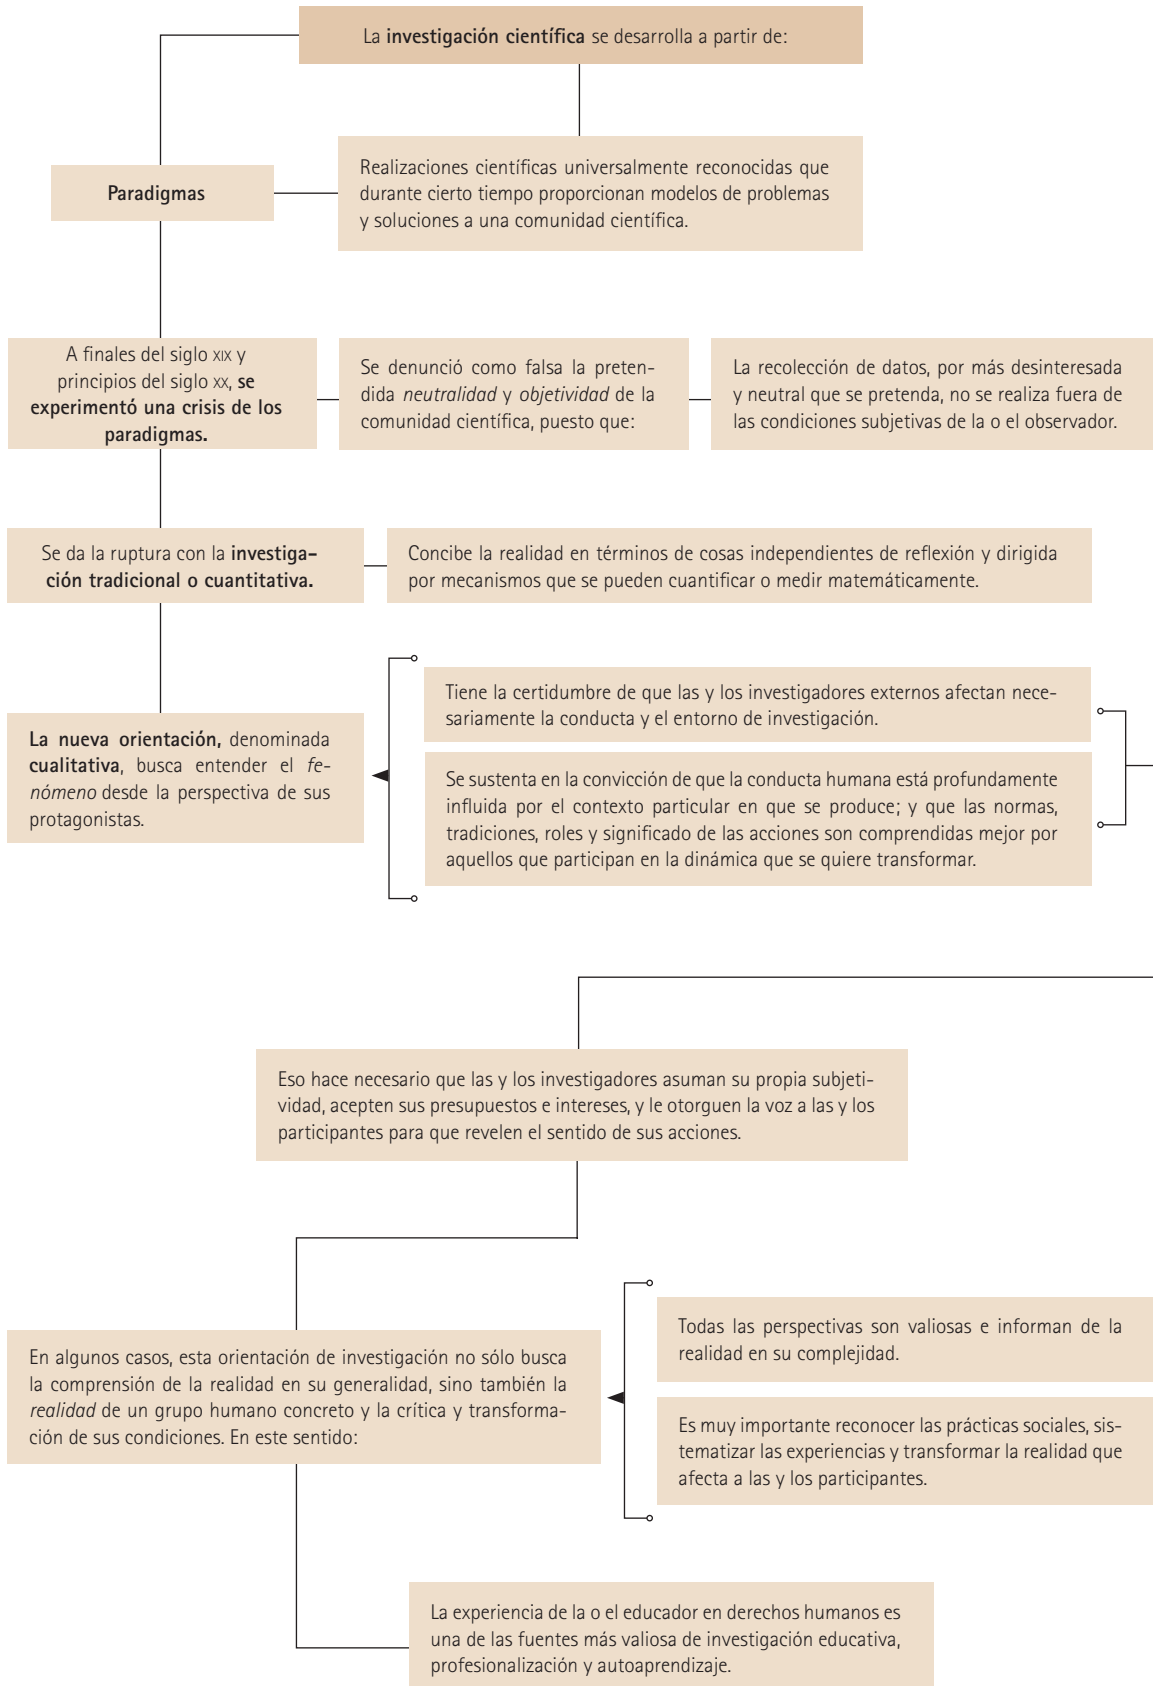 La investigación científica se desarrolla a partir de:
Paradigmas
Realizaciones científicas universalmente reconocidas que
durante cierto tiempo proporcionan modelos de problemas
y soluciones a una comunidad científica.
A finales del siglo XIX y
principios del siglo XX, se
experimentó una crisis de los
paradigmas.
Se denunció como falsa la preten-
dida neutralidad y objetividad de la
comunidad científica, puesto que:
La recolección de datos, por más desinteresada
y neutral que se pretenda, no se realiza fuera de
las condiciones subjetivas de la o el observador.
Se da la ruptura con la investiga-
ción tradicional o cuantitativa.
Concibe la realidad en términos de cosas independientes de reflexión y dirigida
por mecanismos que se pueden cuantificar o medir matemáticamente.
La nueva orientación, denominada
cualitativa, busca entender el fe-
nómeno desde la perspectiva de sus
protagonistas.
Tiene la certidumbre de que las y los investigadores externos afectan nece-
sariamente la conducta y el entorno de investigación.
Se sustenta en la convicción de que la conducta humana está profundamente
influida por el contexto particular en que se produce; y que las normas,
tradiciones, roles y significado de las acciones son comprendidas mejor por
aquellos que participan en la dinámica que se quiere transformar.
Eso hace necesario que las y los investigadores asuman su propia subjeti-
vidad, acepten sus presupuestos e intereses, y le otorguen la voz a las y los
participantes para que revelen el sentido de sus acciones.
En algunos casos, esta orientación de investigación no sólo busca
la comprensión de la realidad en su generalidad, sino también la
realidad de un grupo humano concreto y la crítica y transforma-
ción de sus condiciones. En este sentido:
Todas las perspectivas son valiosas e informan de la
realidad en su complejidad.
Es muy importante reconocer las prácticas sociales, sis-
tematizar las experiencias y transformar la realidad que
afecta a las y los participantes.
La experiencia de la o el educador en derechos humanos es
una de las fuentes más valiosa de investigación educativa,
profesionalización y autoaprendizaje.